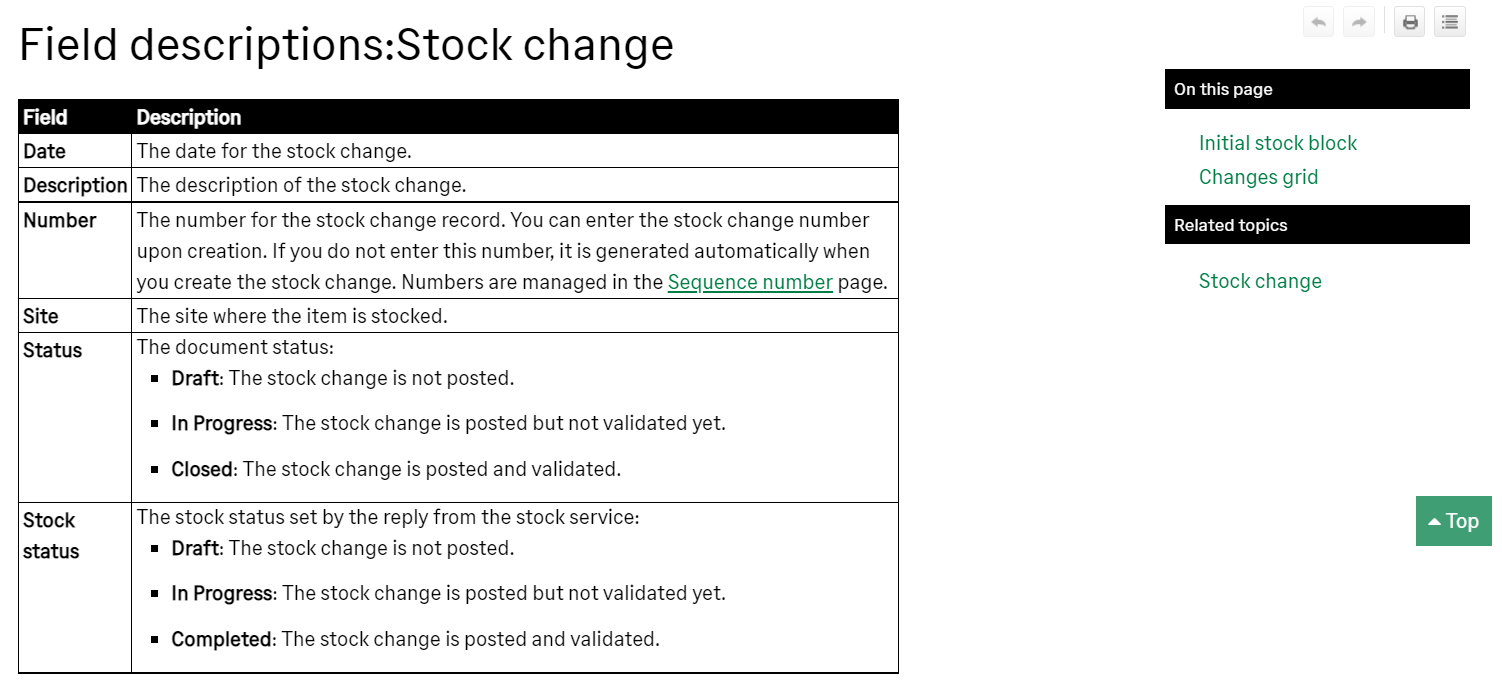 Field descriptions:Stock change
Field Description
Date The date for the stock change.
Description The description of the stock change.
Number The number for the stock change record. You can enter the stock change number
upon creation. If you do not enter this number, it is generated automatically when
you create the stock change. Numbers are managed in the Sequence number page.
Site The site where the item is stocked.
Status The document status:
Draft: The stock change is not posted.
In Progress: The stock change is posted but not validated yet.
Closed: The stock change is posted and validated.
Stock The stock status set by the reply from the stock service:
status
Draft: The stock change is not posted.
In Progress: The stock change is posted but not validated yet.
Completed: The stock change is posted and validated.
On this page
Initial stock block
Changes grid
Related topics
Stock change
Top